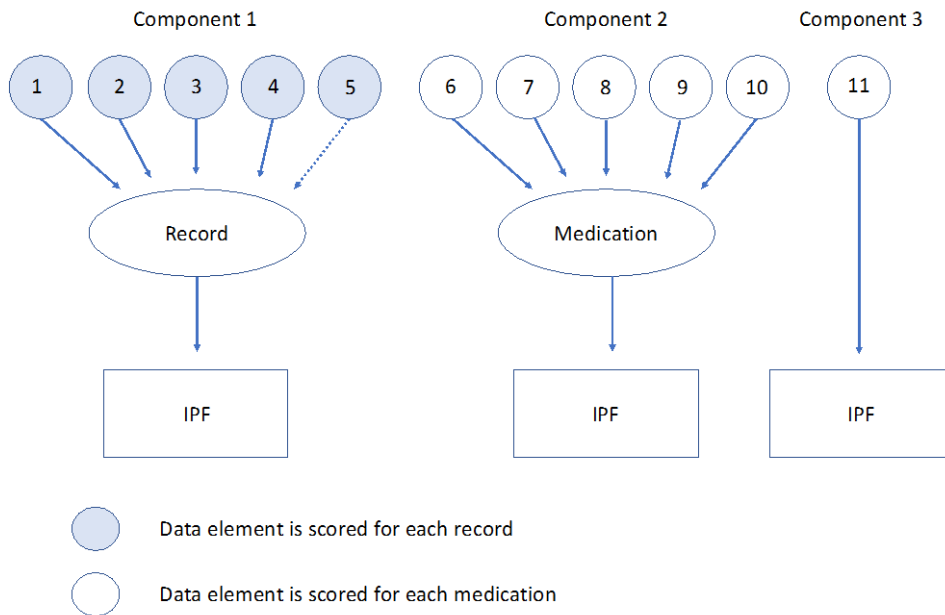 Component 1
Component 2
Component 3
1
2
3
4
5
6
7
8
9
10
11
Record
Medication
IPF
IPF
IPF
Data element is scored for each record
Data element is scored for each medication